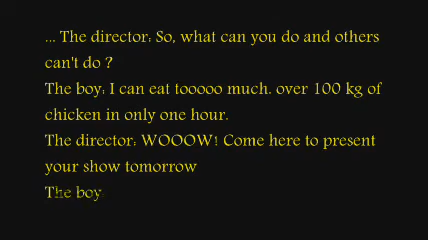 ... The director: So, what can you do and others
can't do ?
The boy: I can eat tooooo much. over 100 kg of
chicken in only one hour.
The director: WOOOW! Come here to present
your show tomorrow
The boy